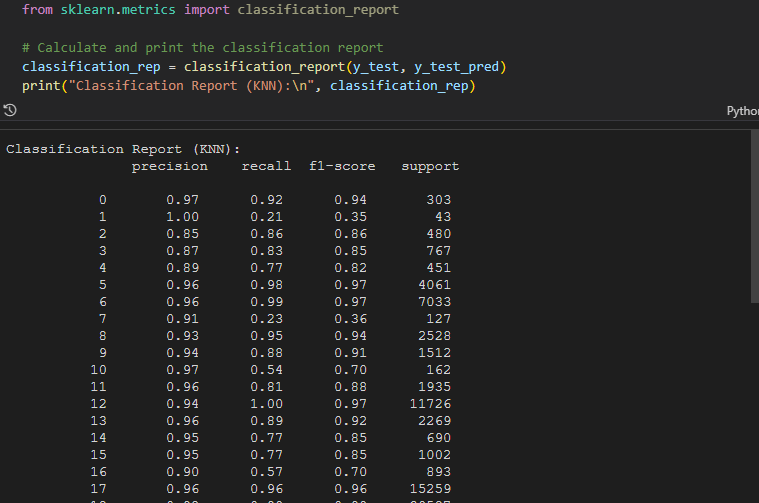 from sklearn.metrics import classification_report
# Calculate and print the classification report
classification_rep = classification_report(y_test, y_test_pred)
print("Classification Report (KNN):\n", classification_rep)
Pytho
Classification Report (KNN):
precision recall f1-score support
0 0.97 0.92 0.94 303
1 1.00 0.21 0.35 43
2 0.85 0.86 0.86 480
3 0.87 0.83 0.85 767
4 0.89 0.77 0.82 451
5 0.96 0.98 0.97 4061
6 0.96 0.99 0.97 7033
7 0.91 0.23 0.36 127
8 0.93 0.95 0.94 2528
9 0.94 0.88 0.91 1512
10 0.97 0.54 0.70 162
11 0.96 0.81 0.88 1935
12 0.94 1.00 0.97 11726
13 0.96 0.89 0.92 2269
14 0.95 0.77 0.85 690
15 0.95 0.77 0.85 1002
16 0.90 0.57 0.70 893
17 0.96 0.96 0.96 15259